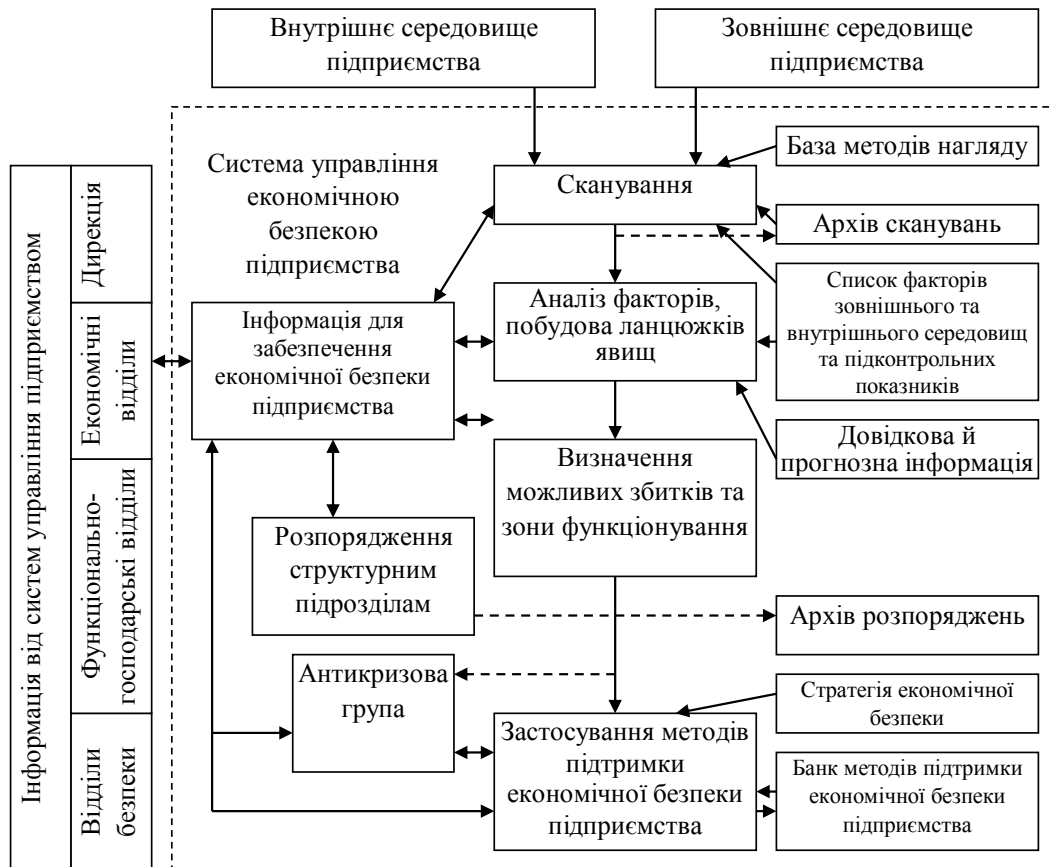 Внутрішнє середовище
підприємства
Зовнішнє середовище
підприємства
Інформація від систем управління підприємством
Дирекція
Економічні
відділи
Функціонально-
господарські відділи
Відділи
безпеки
Система управління
економічною
безпекою
підприємства
Сканування
База методів нагляду
Архів сканувань
Інформація для
забезпечення
економічної безпеки
підприємства
Аналіз факторів,
побудова ланцюжків
явищ
Список факторів
зовнішнього та
внутрішнього середовищ
та підконтрольних
показників
Довідкова й
прогнозна інформація
Визначення
можливих збитків та
зони функціонування
Розпорядження
структурним
підрозділам
Архів розпоряджень
Антикризова
група
Стратегія економічної
безпеки
Застосування методів
підтримки
економічної безпеки
підприємства
Банк методів підтримки
економічної безпеки
підприємства